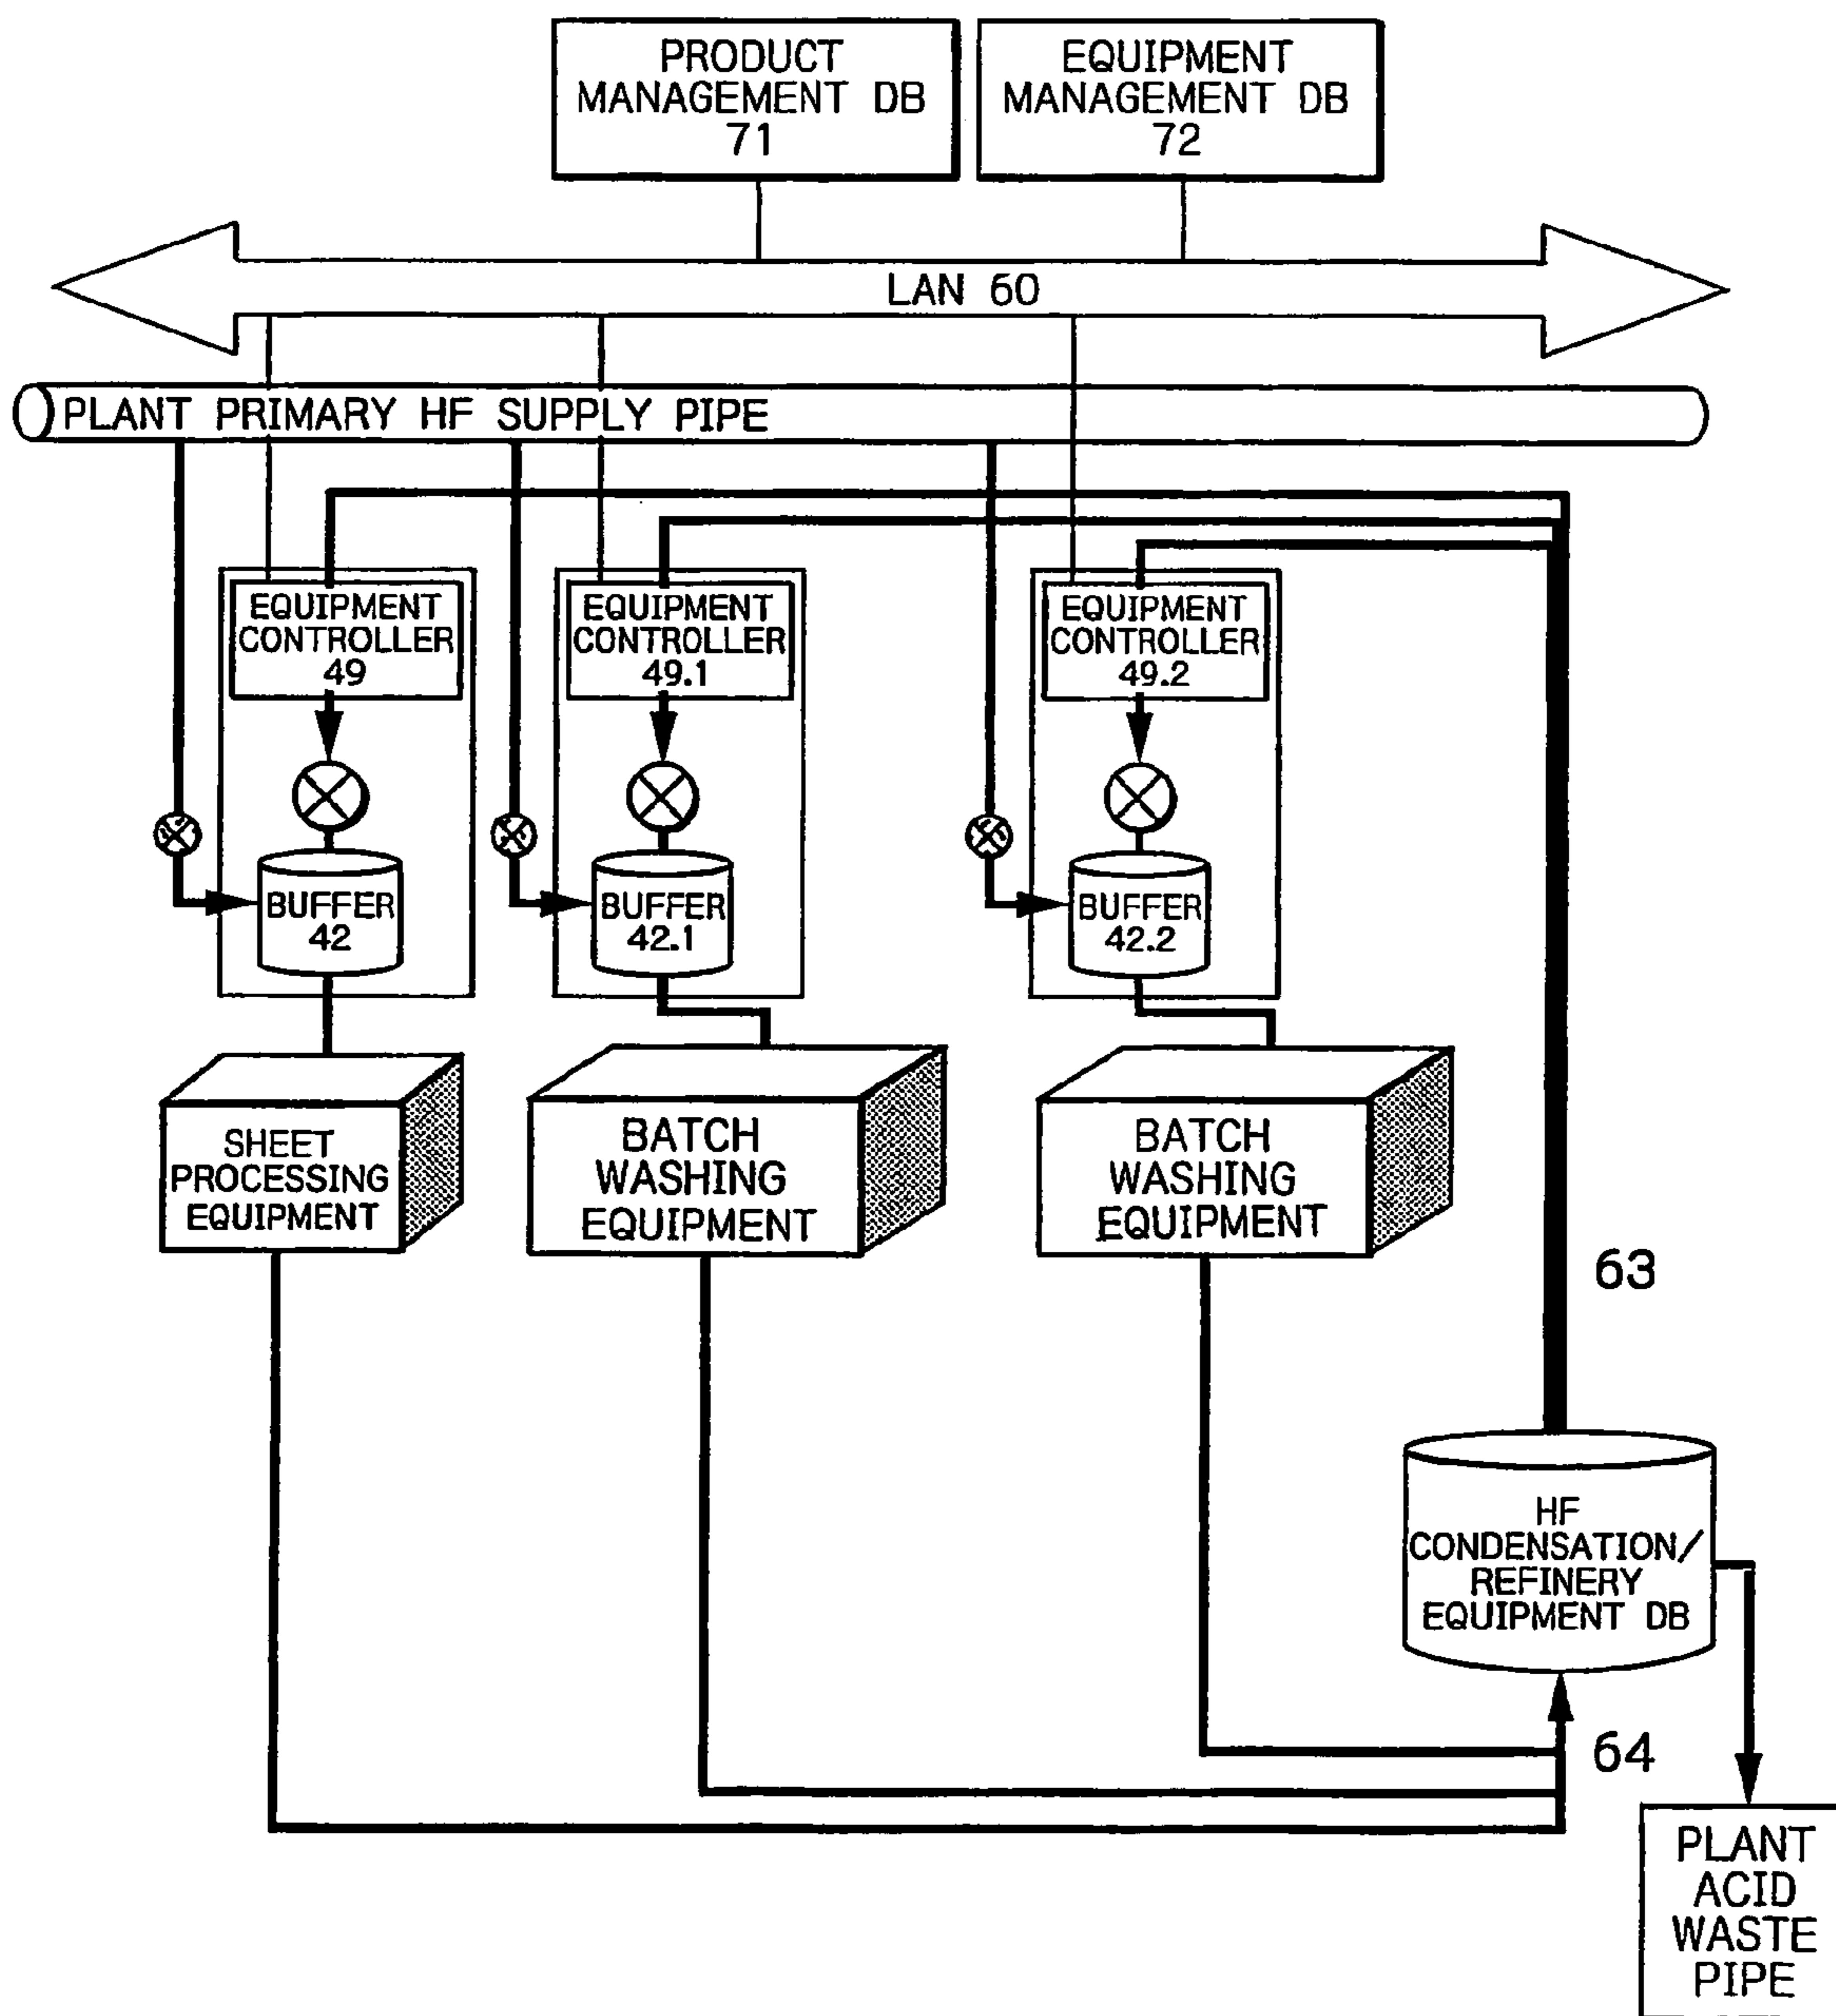 PRODUCT
MANAGEMENT DB
71
EQUIPMENT
MANAGEMENT DB
72
LAN 60
PLANT PRIMARY HF SUPPLY PIPE
EQUIPMENT
CONTROLLER
49
EQUIPMENT
CONTROLLER
49.1
EQUIPMENT
CONTROLLER
49.2
BUFFER
42
BUFFER
42.1
BUFFER
42.2
SHEET
PROCESSING
EQUIPMENT
BATCH
WASHING
EQUIPMENT
BATCH
WASHING
EQUIPMENT
63
HF
CONDENSATION/
REFINERY
EQUIPMENT DB
64
PLANT
ACID
WASTE
PIPE